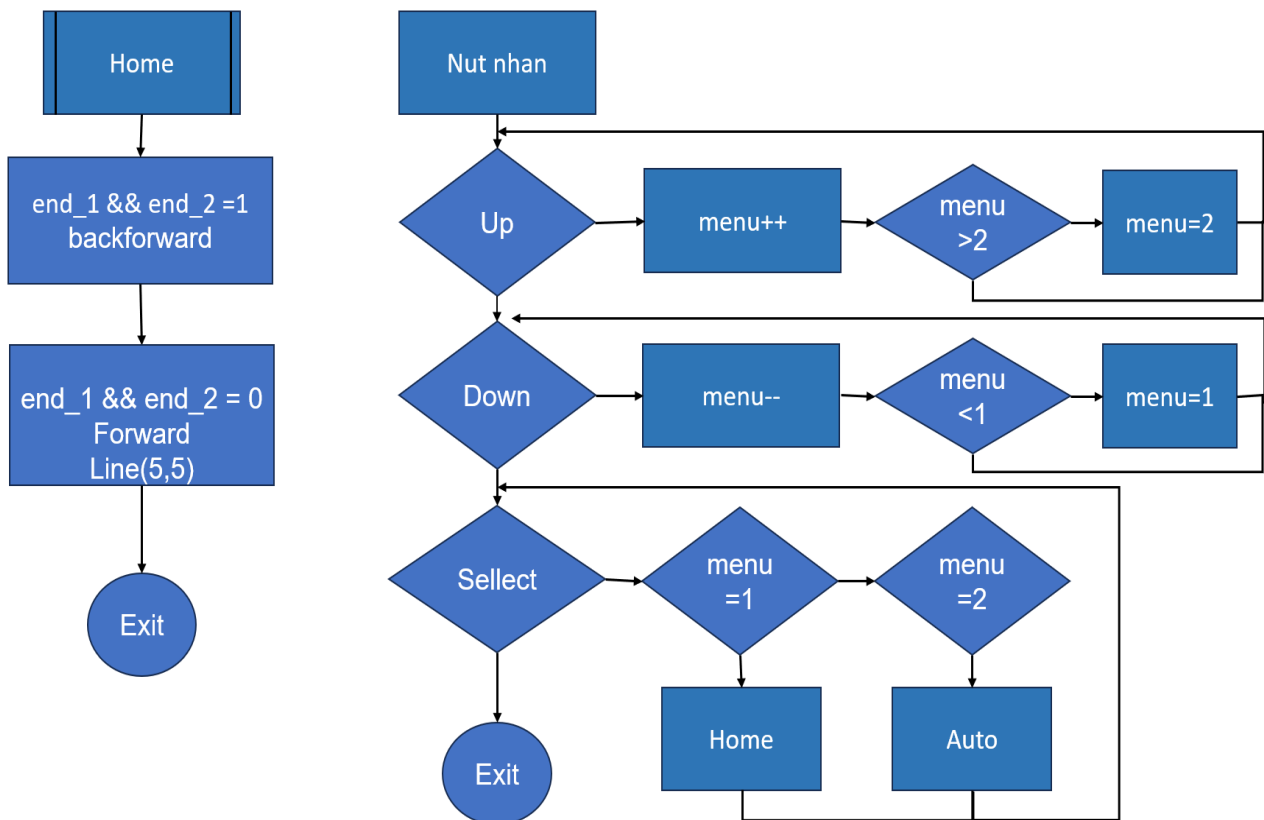 Home
end_1 && end_2 =1
backforward
end_1 && end_2 = 0
Forward
Line(5,5)
Exit
Nut nhan
Up
menu++
menu
>2
menu=2
Down
menu--
menu
<1
menu=1
Sellect
menu
=1
menu
=2
Home
Auto
Exit